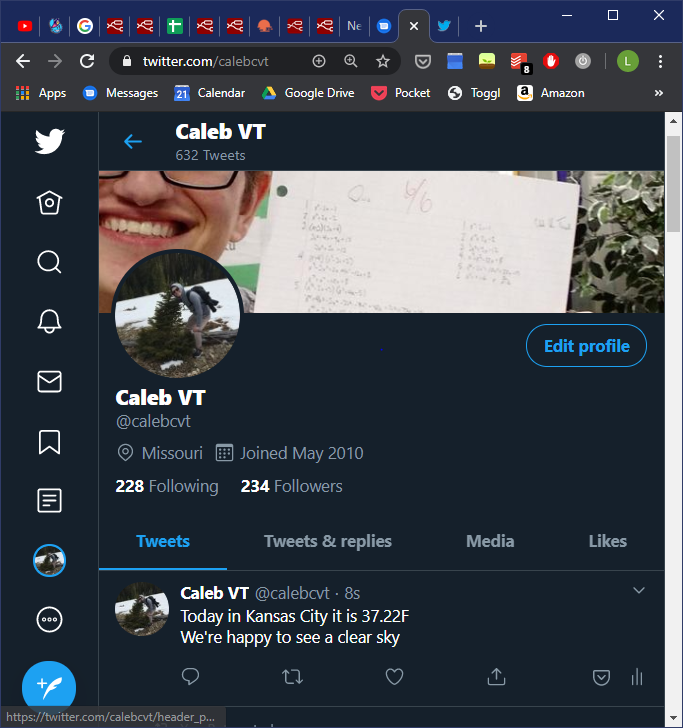 Ne
twitter.com/calebcvt
8
L
Apps
Messages
21
Calendar
Google Drive
Pocket
Toggl
a
Amazon
»
Caleb VT
632 Tweets
6/6
Edit profile
Caleb VT
@calebcvt
Missouri
Joined May 2010
228 Following
234 Followers
Tweets
Tweets & replies
Media
Likes
Caleb VT @calebcvt · 8s
Today in Kansas City it is 37.22F
We're happy to see a clear sky
https://twitter.com/calebcvt/header_p...